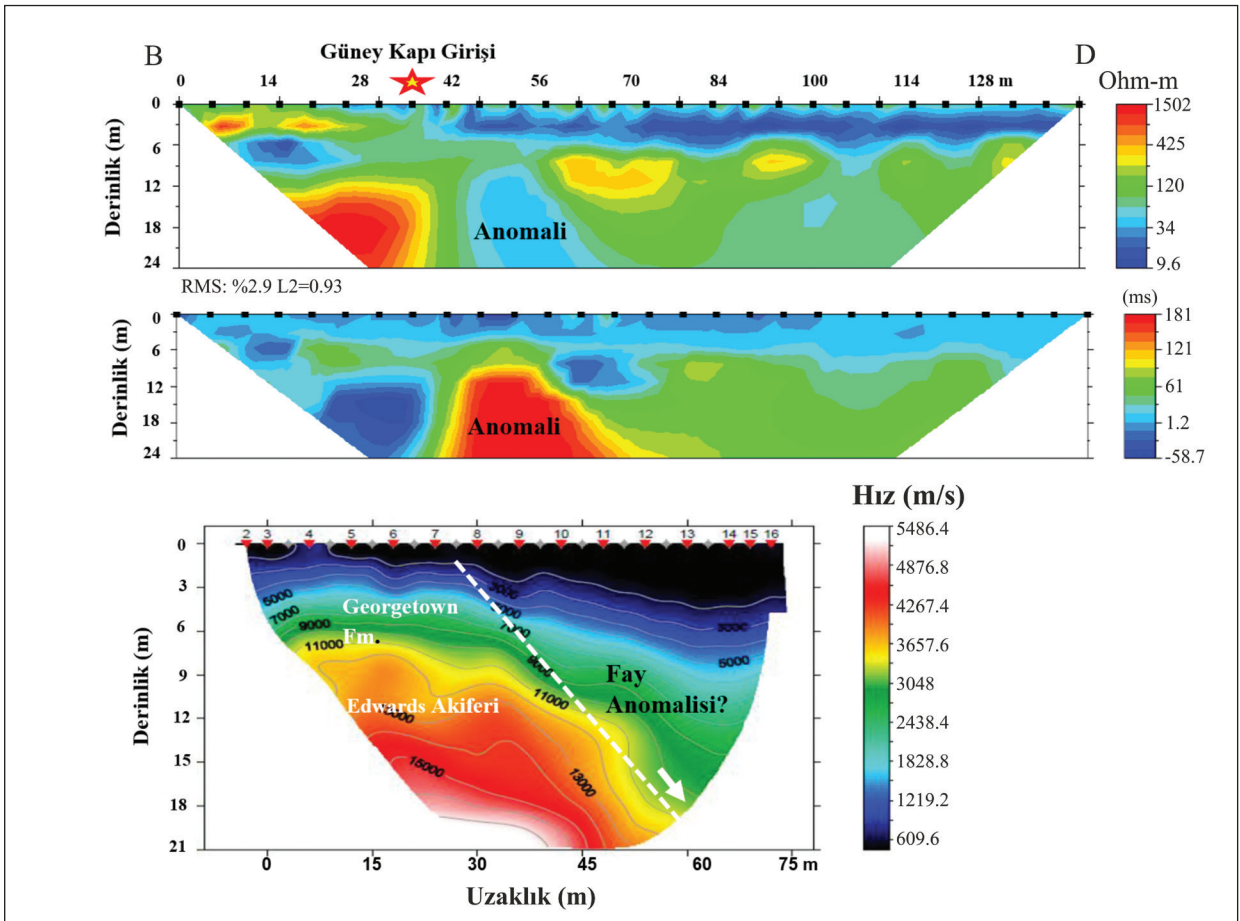 B
Güney Kapı Girişi
D
0 14 28 42 56 70 84 100 114 128 m
Ohm-m
Derinlik (m)
0
6
12
18
24
Anomali
1502
425
120
34
9.6
RMS: %2.9 L2=0.93
(ms)
Derinlik (m)
0
6
12
18
24
Anomali
181
121
61
1.2
-58.7
Hız (m/s)
2 3 4 5 6 7 8 9 10 11 12 13 14 15 16
Derinlik (m)
0
3
6
9
12
15
18
21
5000
7000
9000
11000
15000
3000
7000
9000
11000
13000
5000
Georgetown
Fm.
Edwards Akiferi
Fay
Anomalisi?
5486.4
4876.8
4267.4
3657.6
3048
2438.4
1828.8
1219.2
609.6
0 15 30 45 60 75 m
Uzaklık (m)